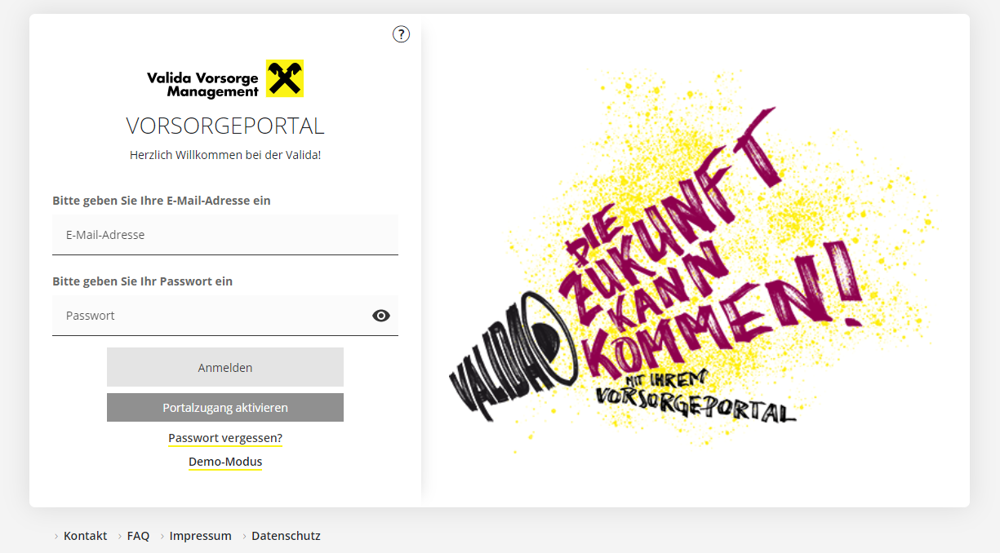 ?
Valida Vorsorge
Management
VORSORGEPORTAL
Herzlich Willkommen bei der Valida!
Bitte geben Sie Ihre E-Mail-Adresse ein
E-Mail-Adresse
Bitte geben Sie Ihr Passwort ein
Passwort
Anmelden
Portalzugang aktivieren
Passwort vergessen?
Demo-Modus
DIE
ZUKUNFT
KANN
KOMMEN!
VALIDA
MIT IHREM
VORSORGEPORTAL
Kontakt FAQ Impressum Datenschutz